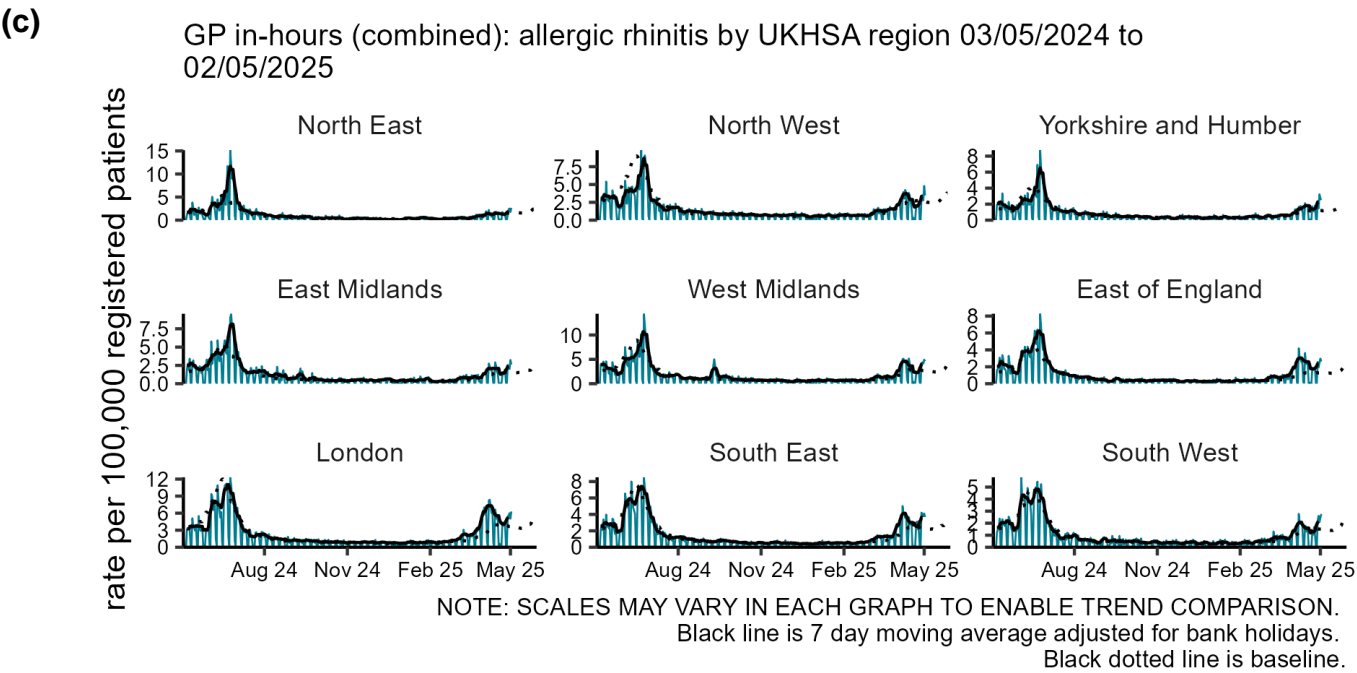 (c)
GP in-hours (combined): allergic rhinitis by UKHSA region 03/05/2024 to
02/05/2025
rate per 100,000 registered patients
North East
15
10
5
0
North West
7.5
5.0
2.5
0.0
Yorkshire and Humber
8
6
4
2
0
East Midlands
7.5
5.0
2.5
0.0
West Midlands
10
5
0
East of England
8
6
4
2
0
London
12
9
6
3
0
South East
8
6
4
2
0
South West
5
4
3
2
1
0
Aug 24 Nov 24 Feb 25 May 25
Aug 24 Nov 24 Feb 25 May 25
Aug 24 Nov 24 Feb 25 May 25
NOTE: SCALES MAY VARY IN EACH GRAPH TO ENABLE TREND COMPARISON.
Black line is 7 day moving average adjusted for bank holidays.
Black dotted line is baseline.